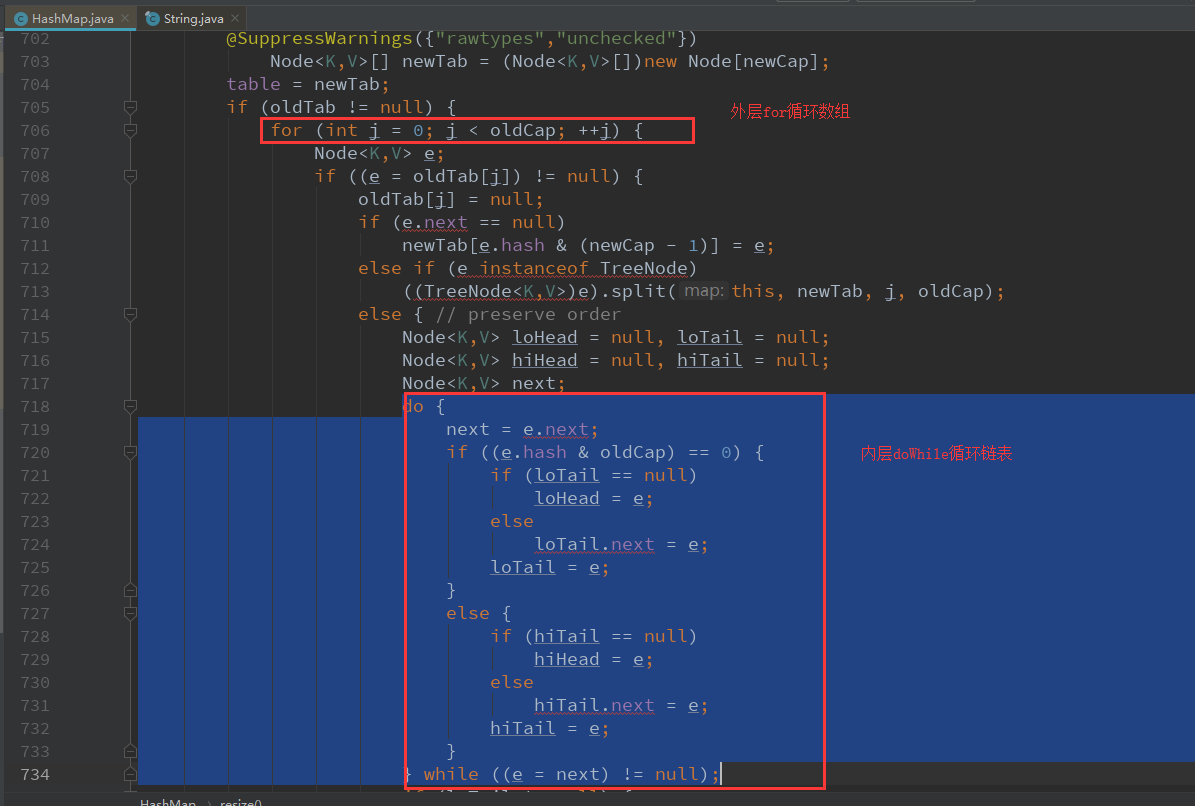 HashMap.java × String.java ×
702 @SuppressWarnings({"rawtypes","unchecked"})
703 Node<K,V>[] newTab = (Node<K,V>[])new Node[newCap];
704 table = newTab;
705 if (oldTab != null) {
外层for循环数组
706 for (int j = 0; j < oldCap; ++j) {
707 Node<K,V> e;
708 if ((e = oldTab[j]) != null) {
709 oldTab[j] = null;
710 if (e.next == null)
711 newTab[e.hash & (newCap - 1)] = e;
712 else if (e instanceof TreeNode)
713 ((TreeNode<K,V>)e).split( map: this, newTab, j, oldCap);
714 else { // preserve order
715 Node<K,V> loHead = null, loTail = null;
716 Node<K,V> hiHead = null, hiTail = null;
717 Node<K,V> next;
718 do {
719 next = e.next;
720 if ((e.hash & oldCap) == 0) {
内层doWhile循环链表
721 if (loTail == null)
722 loHead = e;
723 else
724 loTail.next = e;
725 loTail = e;
726 }
727 else {
728 if (hiTail == null)
729 hiHead = e;
730 else
731 hiTail.next = e;
732 hiTail = e;
733 }
734 } while ((e = next) != null);
HashMap › resize()